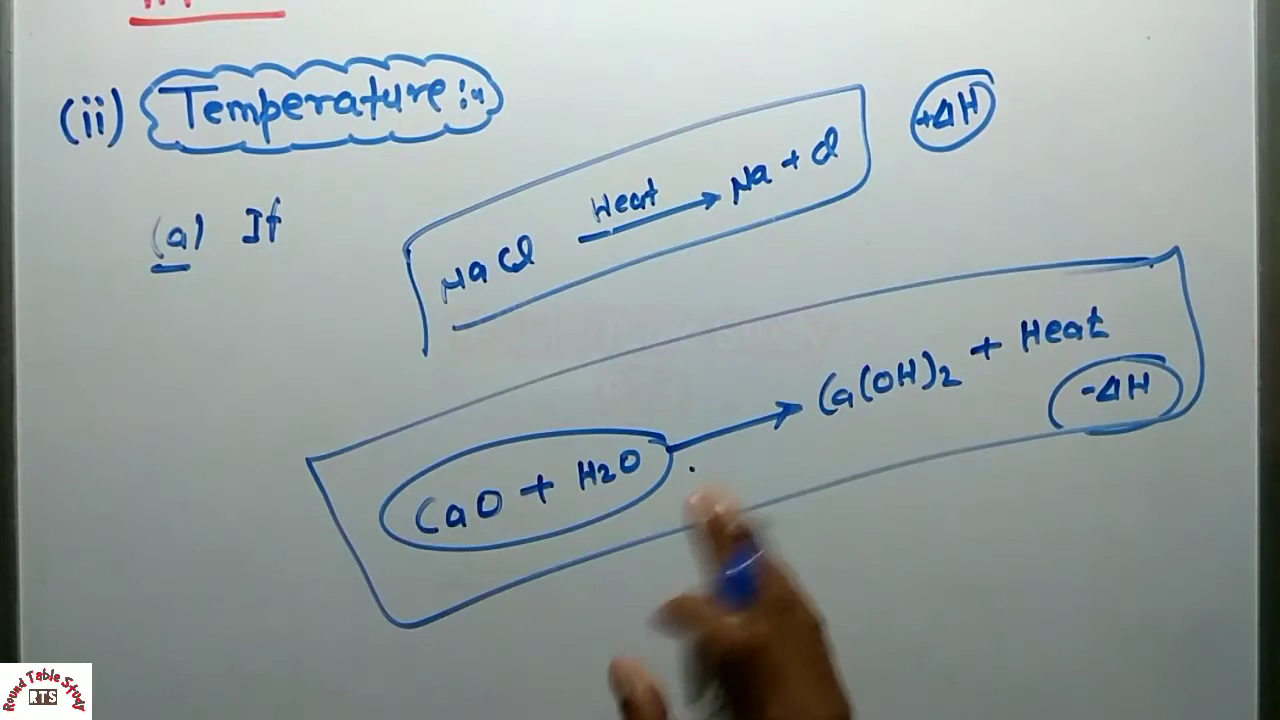 (ii) Temperature :-
+ΔH
NaCl Heat → Na + Cl
(a) If
CaO + H2O → Ca(OH)2 + Heat
-ΔH
Round Table Study
RTS